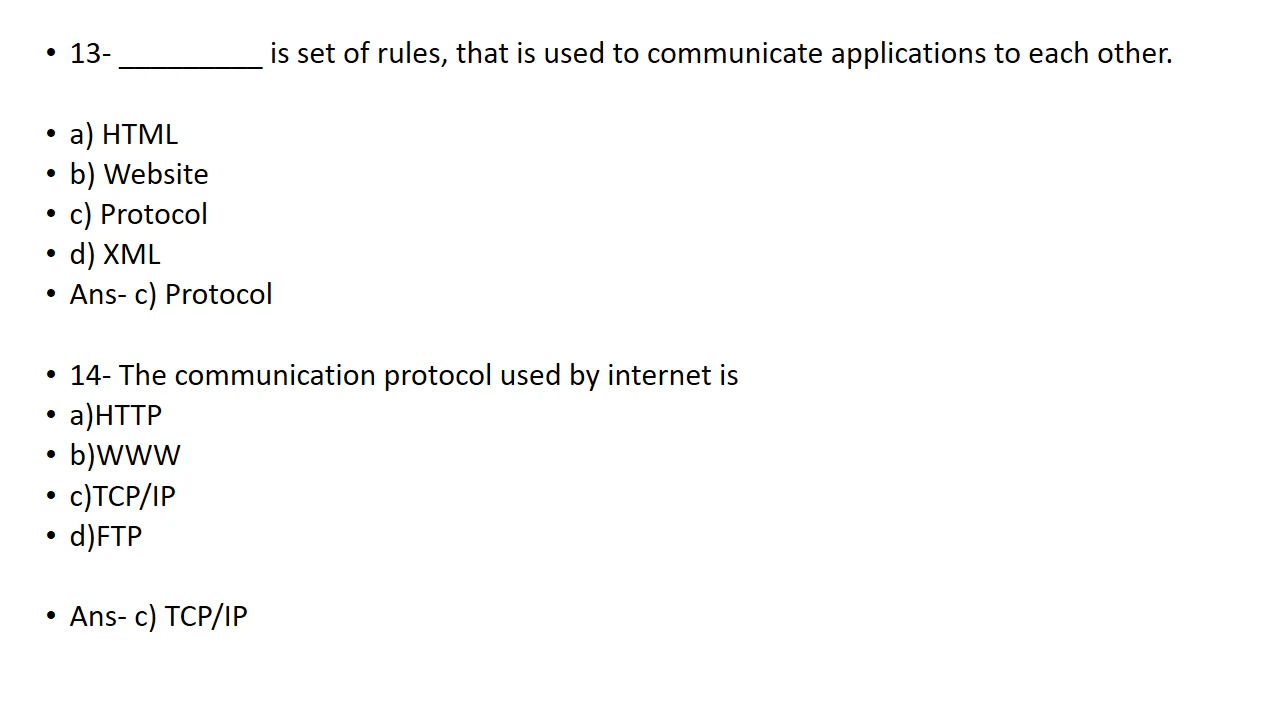 • 13- _________ is set of rules, that is used to communicate applications to each other.
• a) HTML
• b) Website
• c) Protocol
• d) XML
• Ans- c) Protocol
• 14- The communication protocol used by internet is
• a)HTTP
• b)WWW
• c)TCP/IP
• d)FTP
• Ans- c) TCP/IP